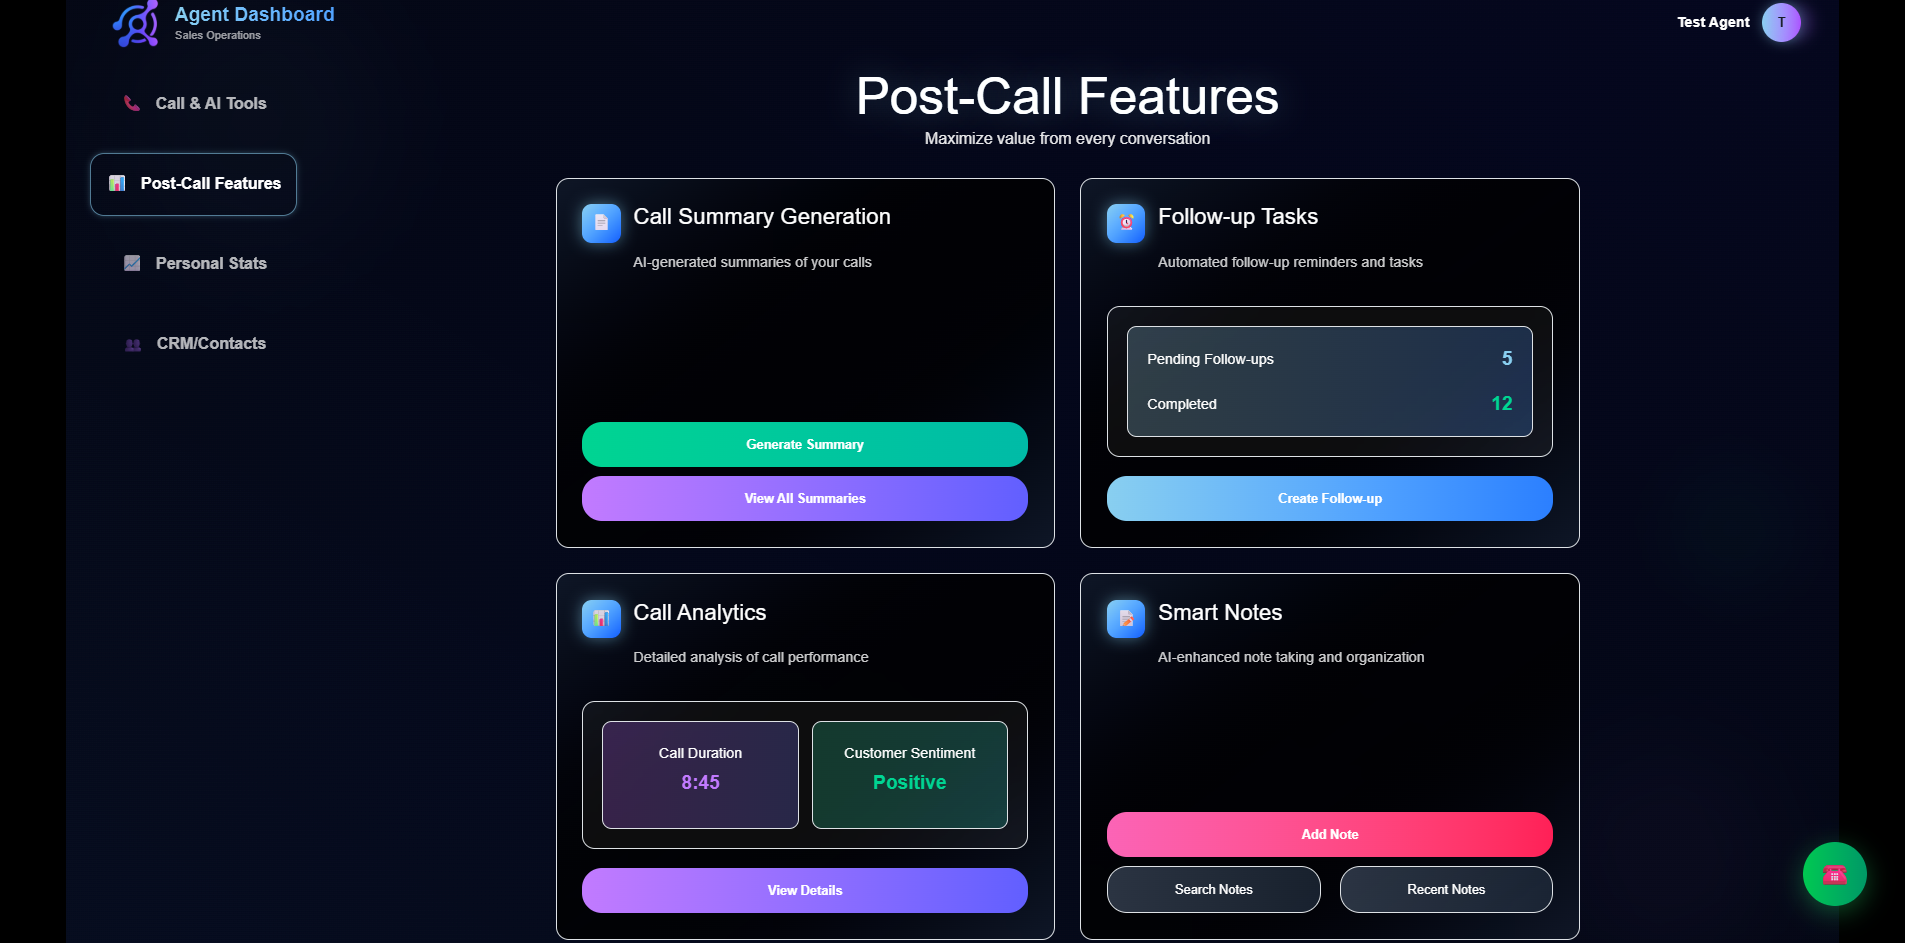 Agent Dashboard
Sales Operations
Test Agent
T
Call & AI Tools
Post-Call Features
Personal Stats
CRM/Contacts
Post-Call Features
Maximize value from every conversation
Call Summary Generation
AI-generated summaries of your calls
Generate Summary
View All Summaries
Follow-up Tasks
Automated follow-up reminders and tasks
Pending Follow-ups 5
Completed 12
Create Follow-up
Call Analytics
Detailed analysis of call performance
Call Duration
8:45
Customer Sentiment
Positive
View Details
Smart Notes
AI-enhanced note taking and organization
Add Note
Search Notes
Recent Notes